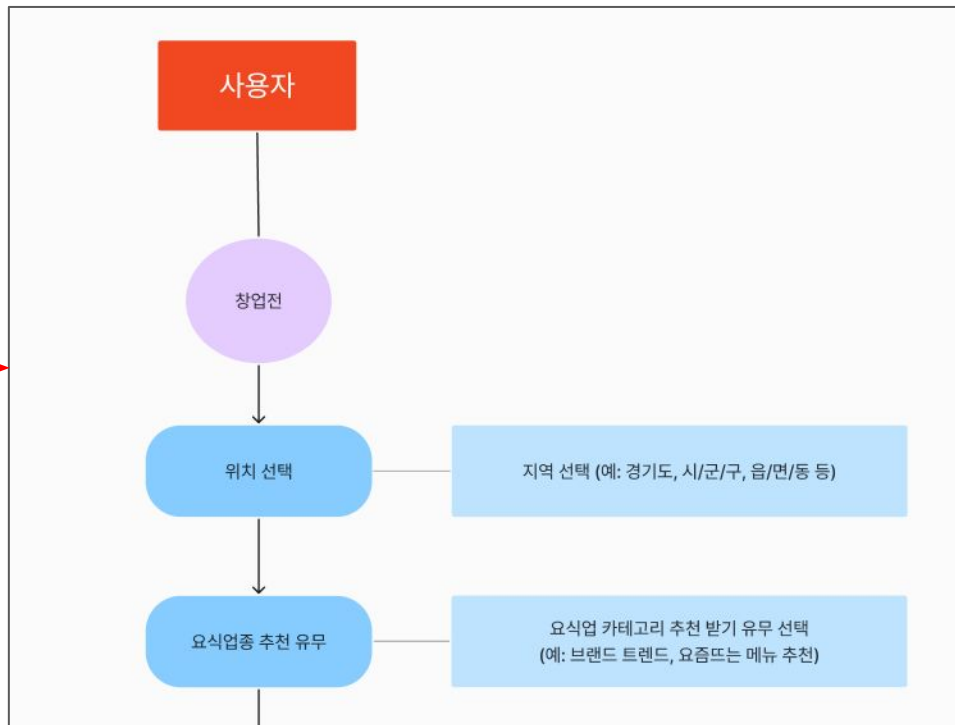 사용자
창업전
위치 선택
지역 선택 (예: 경기도, 시/군/구, 읍/면/동 등)
요식업종 추천 유무
요식업 카테고리 추천 받기 유무 선택
(예: 브랜드 트렌드, 요즘뜨는 메뉴 추천)